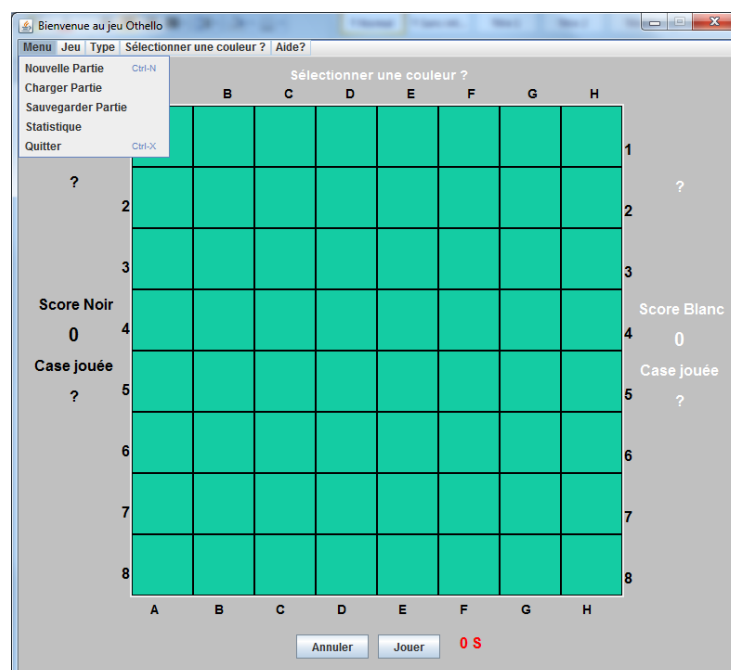 Bienvenue au jeu Othello
Menu Jeu Type Sélectionner une couleur ? Aide?
Nouvelle Partie Ctrl-N
Charger Partie
Sauvegarder Partie
Statistique
Quitter Ctrl-X
Sélectionner une couleur ?
B C D E F G H
1
? ?
2 2
3 3
Score Noir Score Blanc
0 4 4 0
Case jouée Case jouée
? 5 5 ?
6 6
7 7
8 8
A B C D E F G H
Annuler Jouer 0 S